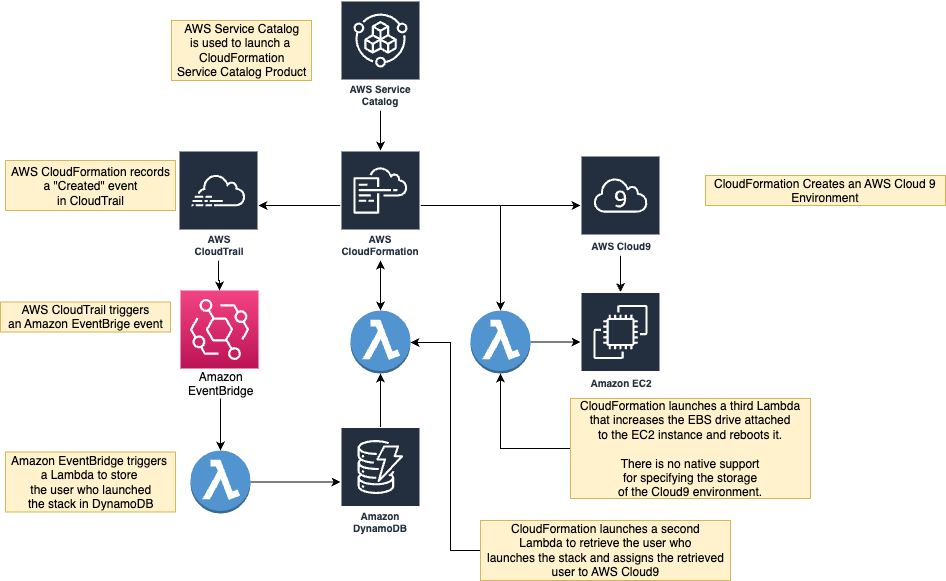 AWS Service Catalog
is used to launch a
CloudFormation
Service Catalog Product
AWS Service
Catalog
AWS CloudFormation records
a "Created" event
in CloudTrail
AWS
CloudTrail
AWS
CloudFormation
9
AWS Cloud9
CloudFormation Creates an AWS Cloud 9
Environment
AWS CloudTrail triggers
an Amazon EventBrige event
Amazon
EventBridge
λ
λ
Amazon EC2
CloudFormation launches a third Lambda
that increases the EBS drive attached
to the EC2 instance and reboots it.
There is no native support
for specifying the storage
of the Cloud9 environment.
Amazon EventBridge triggers
a Lambda to store
the user who launched
the stack in DynamoDB
λ
Amazon
DynamoDB
CloudFormation launches a second
Lambda to retrieve the user who
launches the stack and assigns the retrieved
user to AWS Cloud9